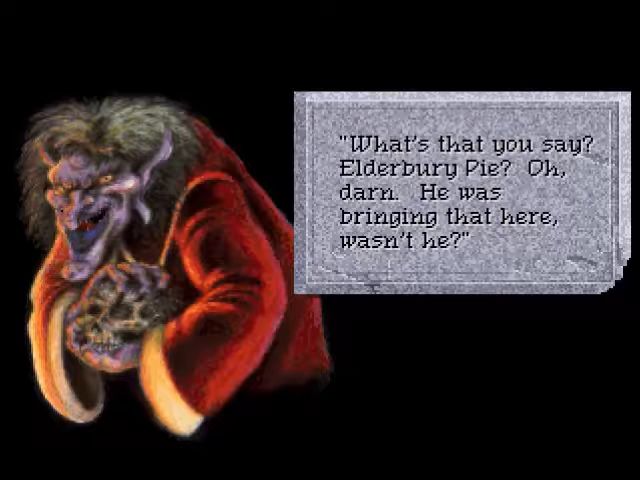 "What's that you say?
Elderbury Pie?  Oh,
darn.  He was
bringing that here,
wasn't he?"